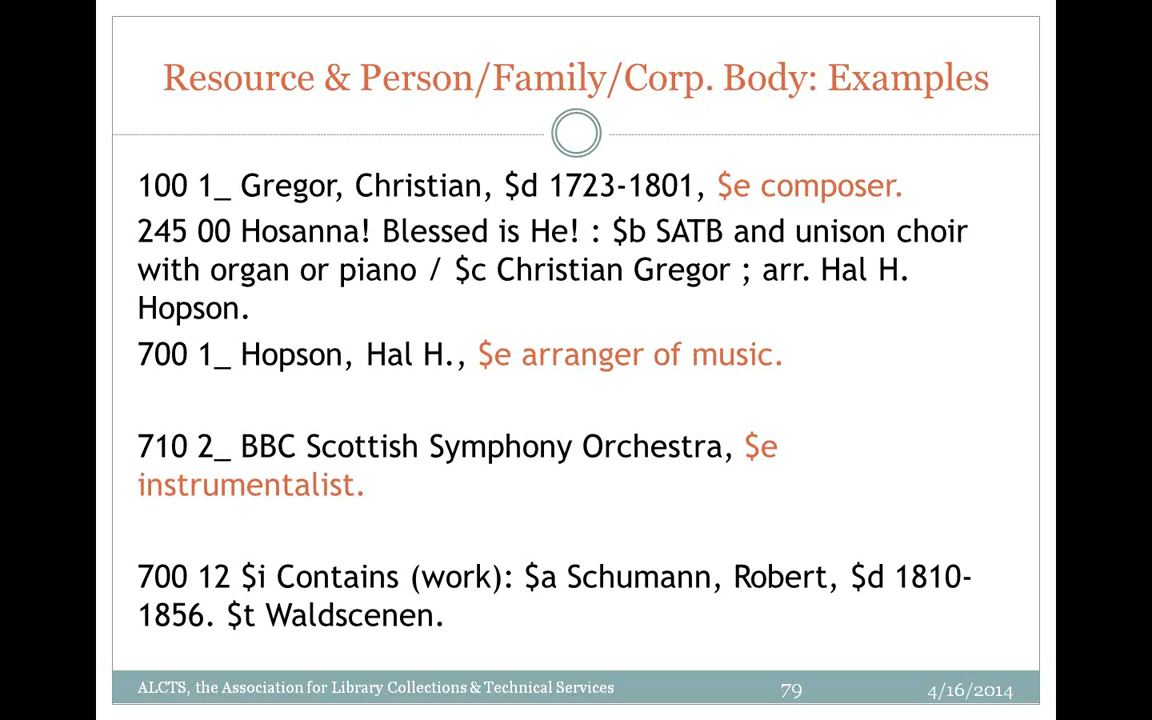 Resource & Person/Family/Corp. Body: Examples
100 1_ Gregor, Christian, $d 1723-1801, $e composer.
245 00 Hosanna! Blessed is He! : $b SATB and unison choir
with organ or piano / $c Christian Gregor ; arr. Hal H.
Hopson.
700 1_ Hopson, Hal H., $e arranger of music.
710 2_ BBC Scottish Symphony Orchestra, $e
instrumentalist.
700 12 $i Contains (work): $a Schumann, Robert, $d 1810-
1856. $t Waldscenen.
ALCTS, the Association for Library Collections & Technical Services 79 4/16/2014